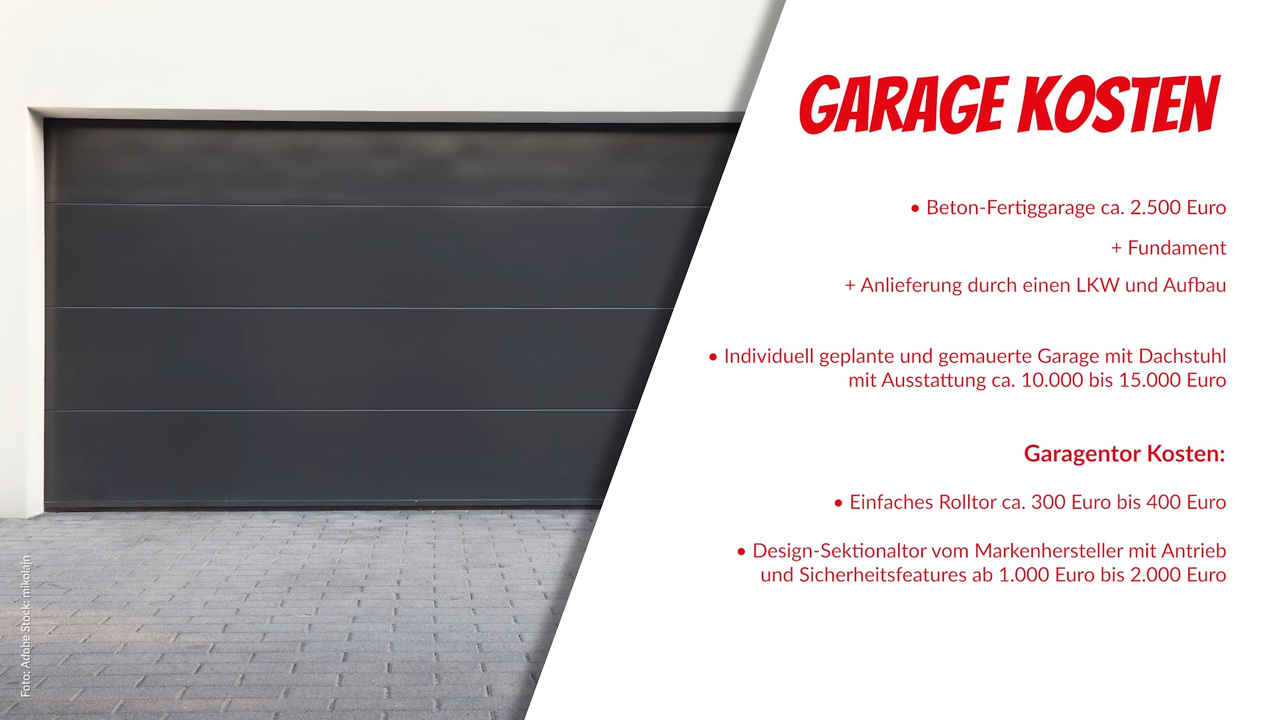 GARAGE KOSTEN
• Beton-Fertiggarage ca. 2.500 Euro
+ Fundament
+ Anlieferung durch einen LKW und Aufbau
• Individuell geplante und gemauerte Garage mit Dachstuhl
mit Ausstattung ca. 10.000 bis 15.000 Euro
Garagentor Kosten:
• Einfaches Rolltor ca. 300 Euro bis 400 Euro
• Design-Sektionaltor vom Markenhersteller mit Antrieb
und Sicherheitsfeatures ab 1.000 Euro bis 2.000 Euro
Foto: Adobe Stock: mikolajn